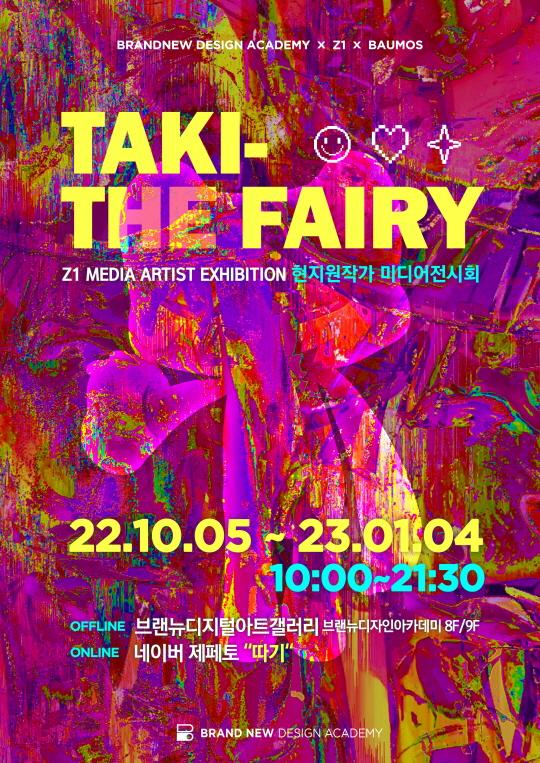 BRANDNEW DESIGN ACADEMY × Z1 × BAUMOS
TAKI-
THE FAIRY
Z1 MEDIA ARTIST EXHIBITION 현지원작가 마디어전시회
22.10.05 ~ 23.01.04
10:00~21:30
OFFLINE 브랜뉴디지털아트갤러리 브랜뉴디자인아카데미 8F/9F
ONLINE 네이버 제페토 “따기“
BRAND NEW DESIGN ACADEMY